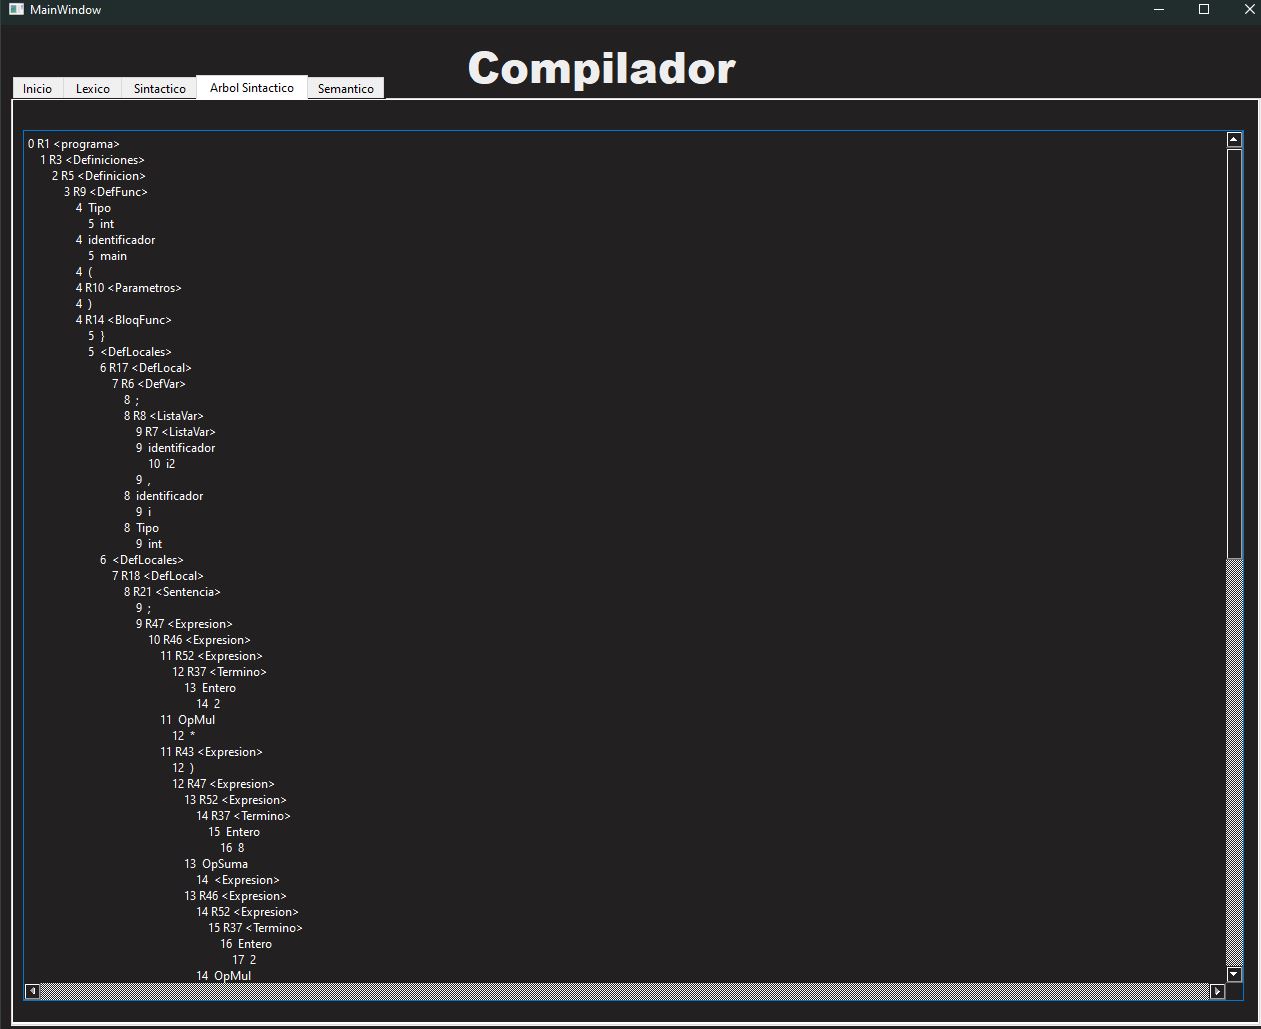 MainWindow
Compilador
Inicio Lexico Sintactico Arbol Sintactico Semantico
0 R1 <programa>
1 R3 <Definiciones>
2 R5 <Definicion>
3 R9 <DefFunc>
4 Tipo
5 int
4 identificador
5 main
4 (
4 R10 <Parametros>
4 )
4 R14 <BloqFunc>
5 }
5 <DefLocales>
6 R17 <DefLocal>
7 R6 <DefVar>
8 ;
8 R8 <ListaVar>
9 R7 <ListaVar>
9 identificador
10 i2
9 ,
8 identificador
9 i
8 Tipo
9 int
6 <DefLocales>
7 R18 <DefLocal>
8 R21 <Sentencia>
9 ;
9 R47 <Expresion>
10 R46 <Expresion>
11 R52 <Expresion>
12 R37 <Termino>
13 Entero
14 2
11 OpMul
12 *
11 R43 <Expresion>
12 )
12 R47 <Expresion>
13 R52 <Expresion>
14 R37 <Termino>
15 Entero
16 8
13 OpSuma
14 <Expresion>
13 R46 <Expresion>
14 R52 <Expresion>
15 R37 <Termino>
16 Entero
17 2
14 OpMul